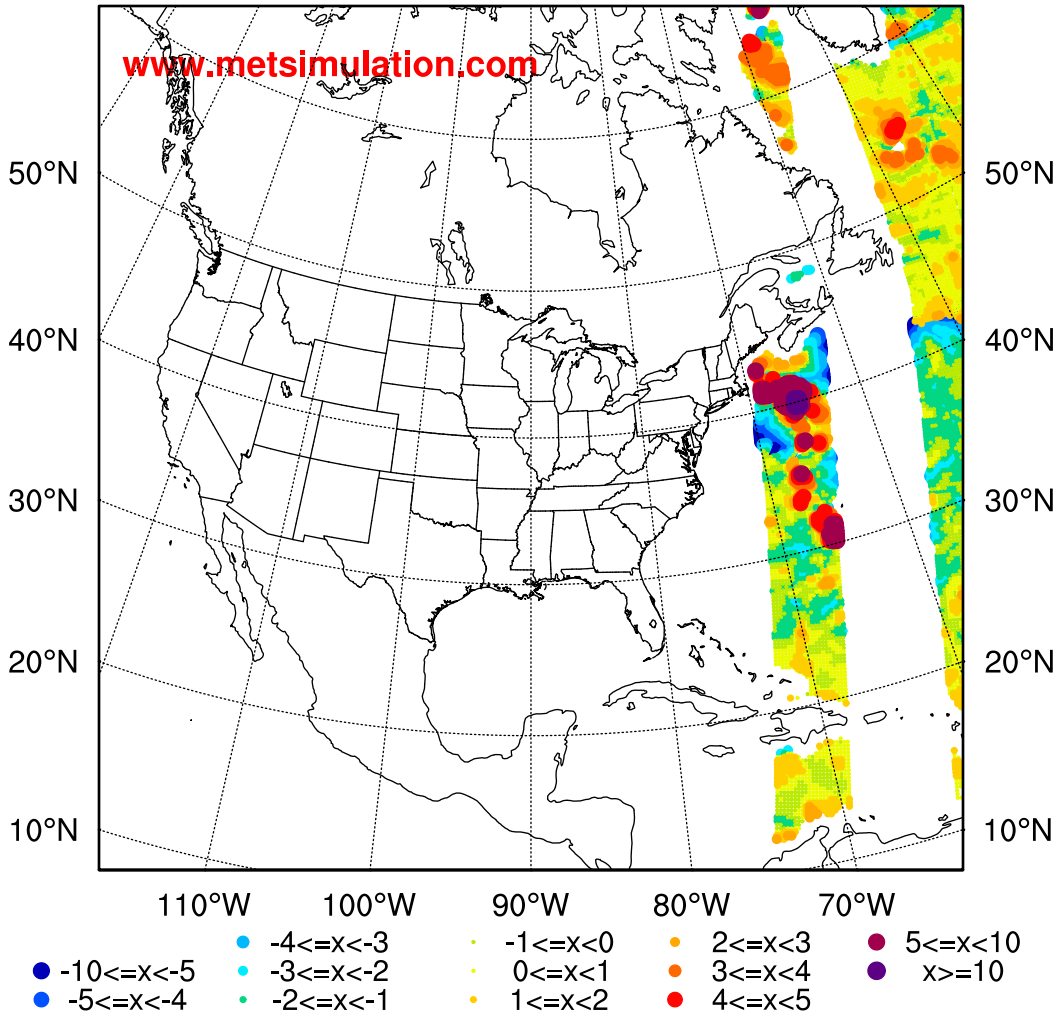 www.metsimulation.com
50°N 50°N
40°N 40°N
30°N 30°N
20°N 20°N
10°N 10°N
110°W 100°W 90°W 80°W 70°W
-4<=x<-3 -1<=x<0 2<=x<3 5<=x<10
-10<=x<-5 -3<=x<-2 0<=x<1 3<=x<4 x>=10
-5<=x<-4 -2<=x<-1 1<=x<2 4<=x<5